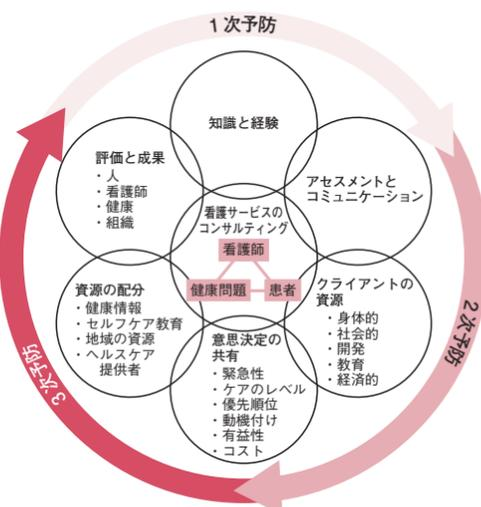 1次予防
知識と経験
評価と成果
・人
・看護師
・健康
・組織
アセスメントと
コミュニケーション
看護サービスの
コンサルティング
看護師
健康問題
患者
資源の配分
・健康情報
・セルフケア教育
・地域の資源
・ヘルスケア
提供者
クライアントの
資源
・身体的
・社会的
・開発
・教育
・経済的
意思決定の
共有
・緊急性
・ケアのレベル
・優先順位
・動機付け
・有益性
・コスト
2次予防
3次予防